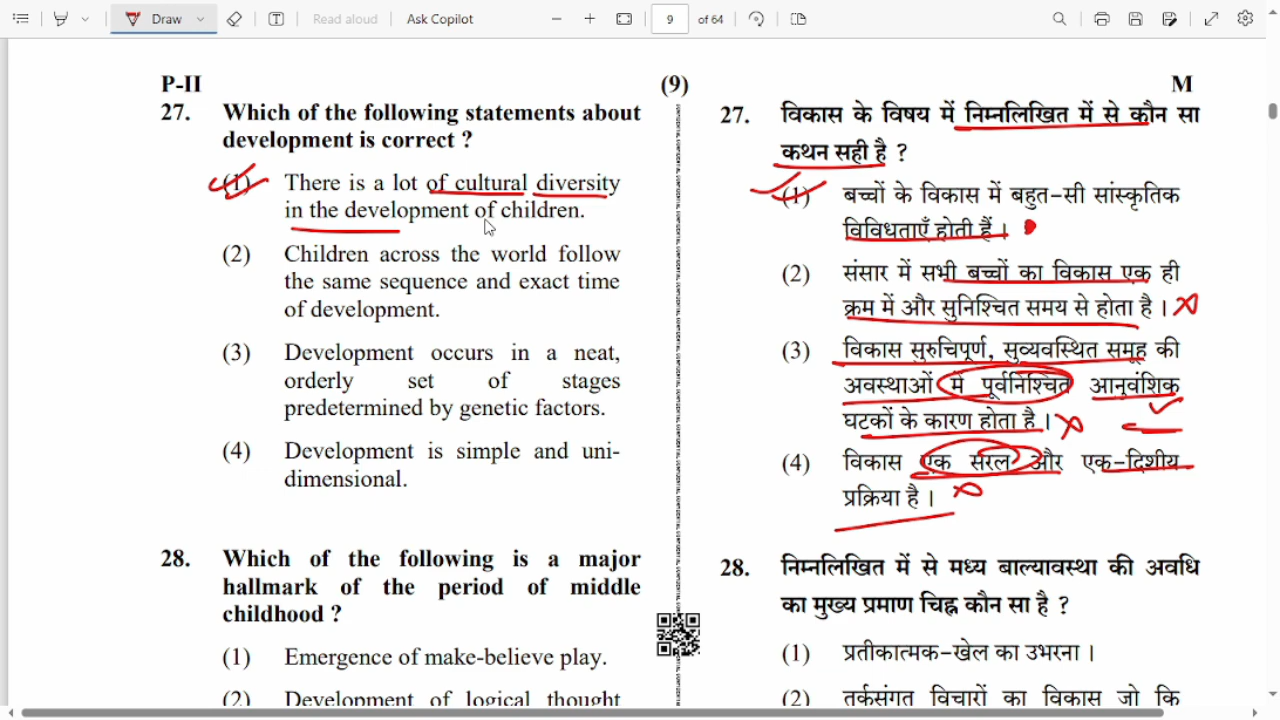 Draw
Read aloud
Ask Copilot
9
of 64
P-II
(9)
M
27. Which of the following statements about
development is correct ?
(1) There is a lot of cultural diversity
in the development of children.
(2) Children across the world follow
the same sequence and exact time
of development.
(3) Development occurs in a neat,
orderly set of stages
predetermined by genetic factors.
(4) Development is simple and uni-
dimensional.
28. Which of the following is a major
hallmark of the period of middle
childhood ?
(1) Emergence of make-believe play.
(2) Development of logical thought
27. विकास के विषय में निम्नलिखित में से कौन सा
कथन सही है ?
(1) बच्चों के विकास में बहुत-सी सांस्कृतिक
विविधताएँ होती हैं ।
(2) संसार में सभी बच्चों का विकास एक ही
क्रम में और सुनिश्चित समय से होता है ।
(3) विकास सुरुचिपूर्ण, सुव्यवस्थित समूह की
अवस्थाओं में पूर्वनिश्चित आनुवंशिक
घटकों के कारण होता है ।
(4) विकास एक सरल और एक-दिशीय
प्रक्रिया है ।
28. निम्नलिखित में से मध्य बाल्यावस्था की अवधि
का मुख्य प्रमाण चिह्न कौन सा है ?
(1) प्रतीकात्मक-खेल का उभरना ।
(2) तर्कसंगत विचारों का विकास जो कि